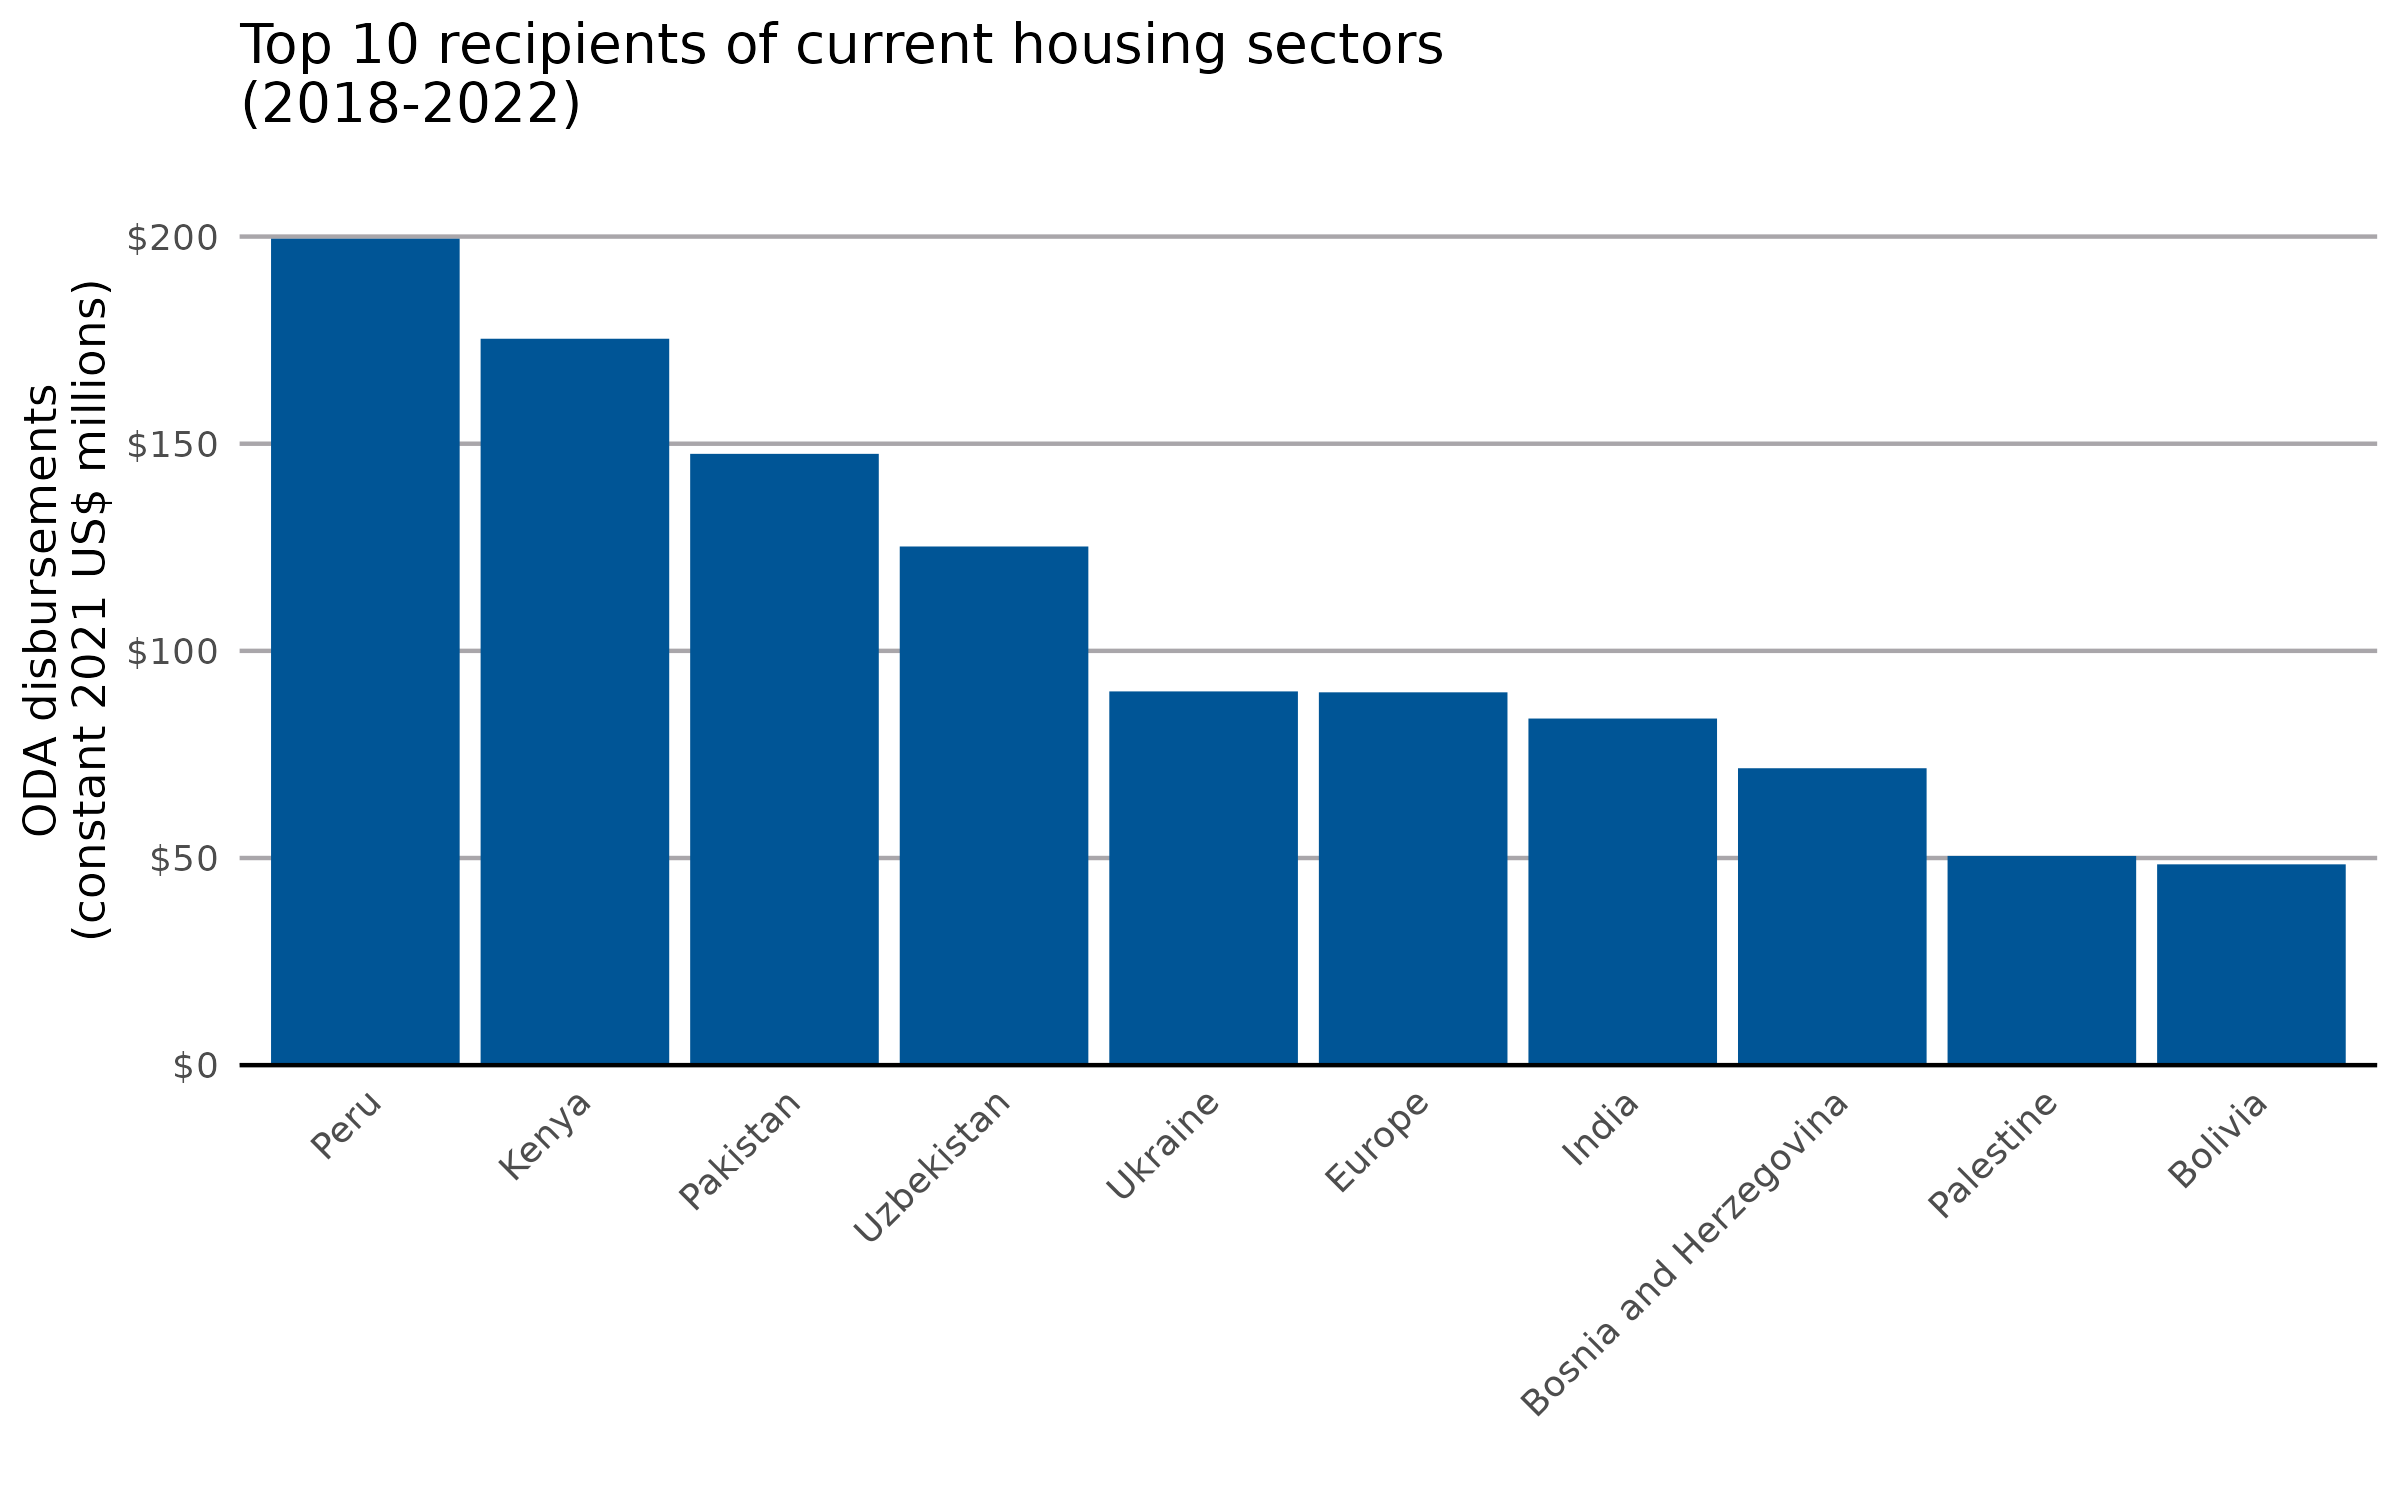 Top 10 recipients of current housing sectors
(2018-2022)
ODA disbursements
(constant 2021 US$ millions)
$200
$150
$100
$50
$0
Peru
Kenya
Pakistan
Uzbekistan
Ukraine
Europe
India
Bosnia and Herzegovina
Palestine
Bolivia